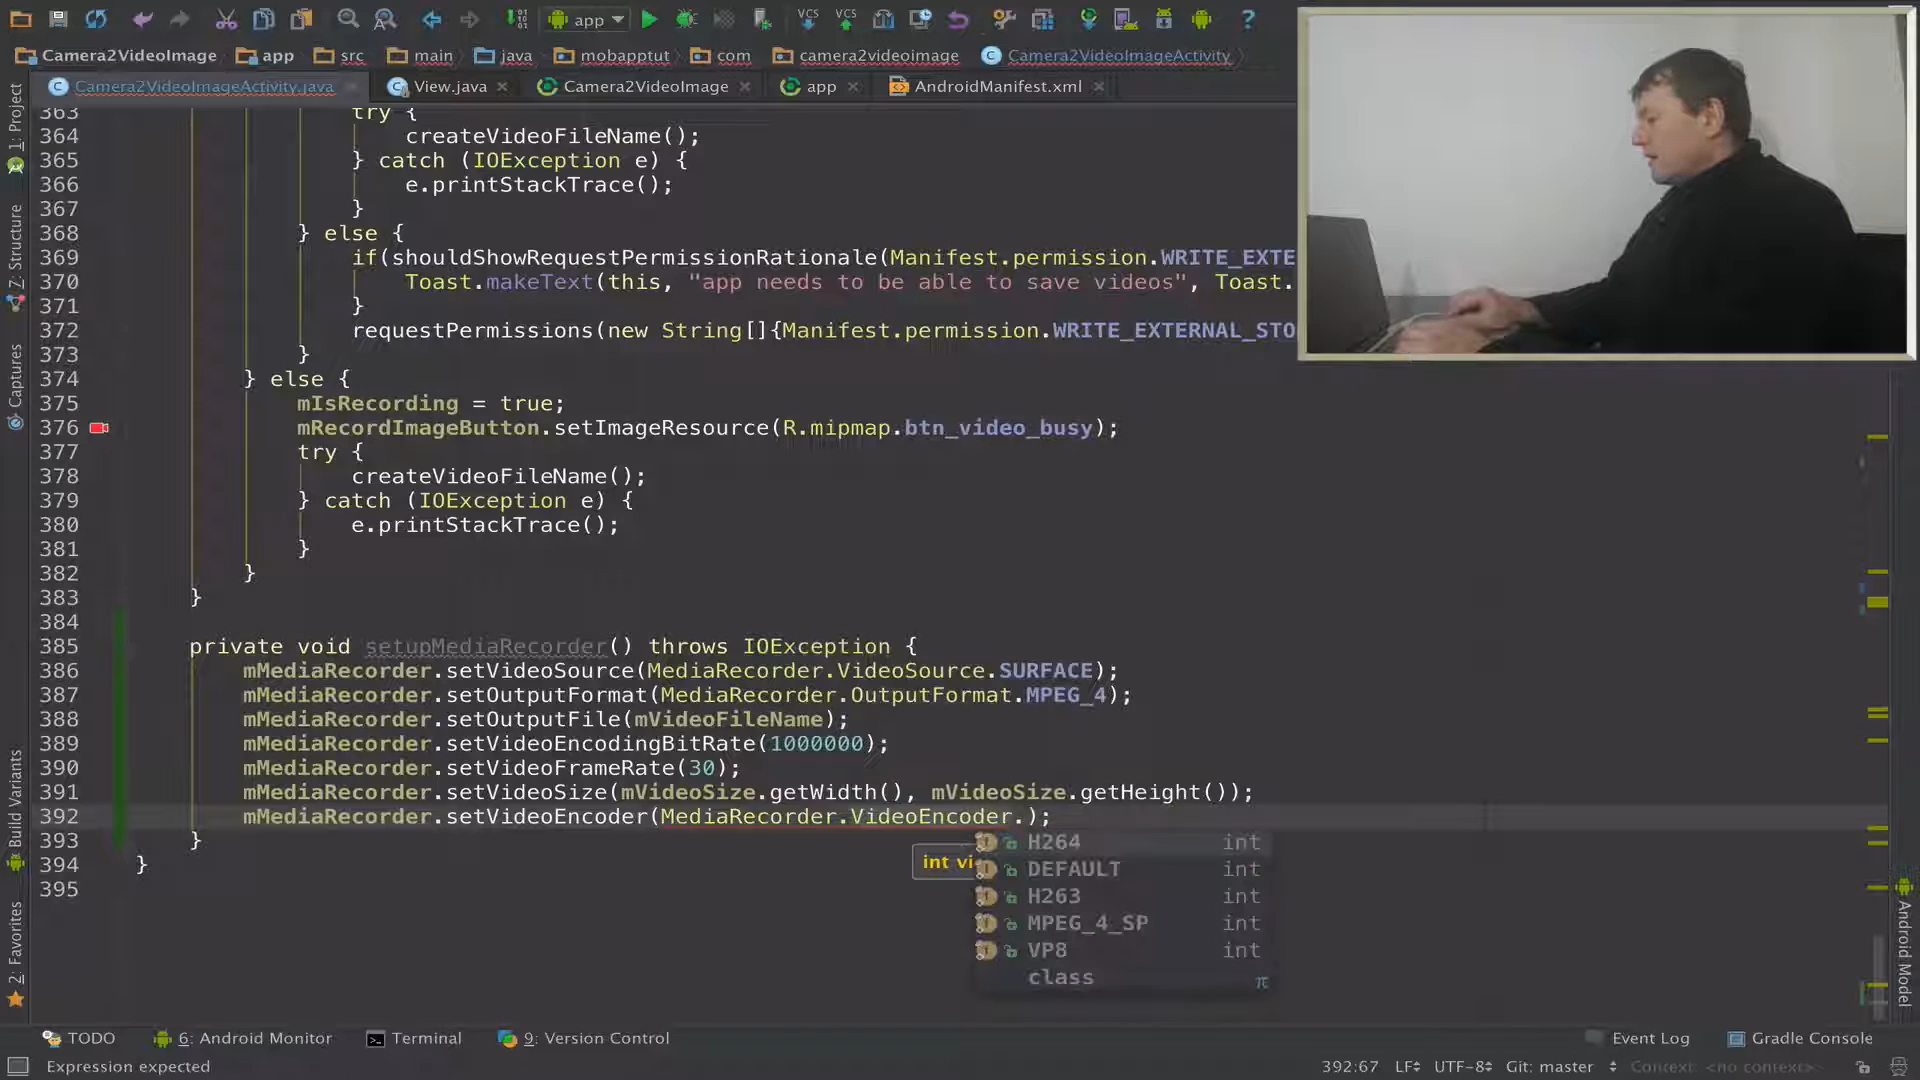 app
Camera2VideoImage app src main java mobapptut com camera2videoimage Camera2VideoImageActivity
Camera2VideoImageActivity.java View.java Camera2VideoImage app AndroidManifest.xml
363 try {
364 createVideoFileName();
365 } catch (IOException e) {
366 e.printStackTrace();
367 }
368 } else {
369 if(shouldShowRequestPermissionRationale(Manifest.permission.WRITE_EXTE
370 Toast.makeText(this, "app needs to be able to save videos", Toast.
371 }
372 requestPermissions(new String[]{Manifest.permission.WRITE_EXTERNAL_STO
373 }
374 } else {
375 mIsRecording = true;
376 mRecordImageButton.setImageResource(R.mipmap.btn_video_busy);
377 try {
378 createVideoFileName();
379 } catch (IOException e) {
380 e.printStackTrace();
381 }
382 }
383 }
384
385 private void setupMediaRecorder() throws IOException {
386 mMediaRecorder.setVideoSource(MediaRecorder.VideoSource.SURFACE);
387 mMediaRecorder.setOutputFormat(MediaRecorder.OutputFormat.MPEG_4);
388 mMediaRecorder.setOutputFile(mVideoFileName);
389 mMediaRecorder.setVideoEncodingBitRate(1000000);
390 mMediaRecorder.setVideoFrameRate(30);
391 mMediaRecorder.setVideoSize(mVideoSize.getWidth(), mVideoSize.getHeight());
392 mMediaRecorder.setVideoEncoder(MediaRecorder.VideoEncoder.);
393 }
394 }
395
int vi
H264 int
DEFAULT int
H263 int
MPEG_4_SP int
VP8 int
class π
1: Project
7: Structure
Captures
Build Variants
2: Favorites
Android Model
TODO 6: Android Monitor Terminal 9: Version Control Event Log Gradle Console
Expression expected 392:67 LF UTF-8 Git: master Context: <no context>